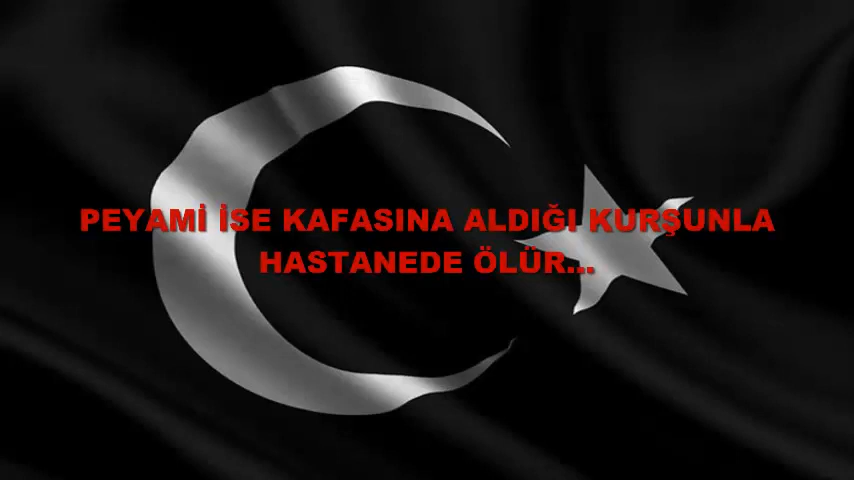 PEYAMİ İSE KAFASINA ALDIĞI KURŞUNLA
HASTANEDE ÖLÜR...